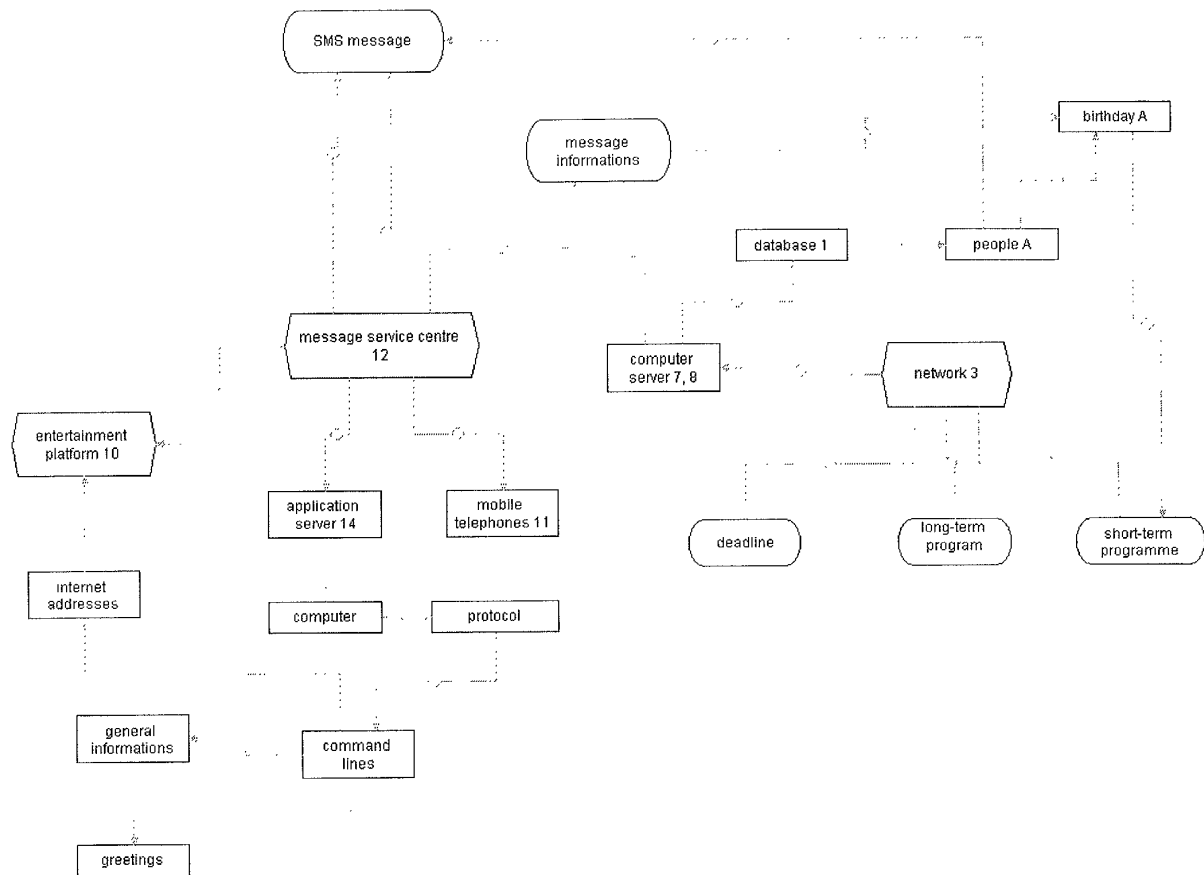 SMS message
birthday A
message
informations
database 1
people A
message service centre
12
computer
server 7, 8
network 3
entertainment
platform 10
application
server 14
mobile
telephones 11
deadline
long-term
program
short-term
programme
internet
addresses
computer
protocol
general
informations
command
lines
greetings